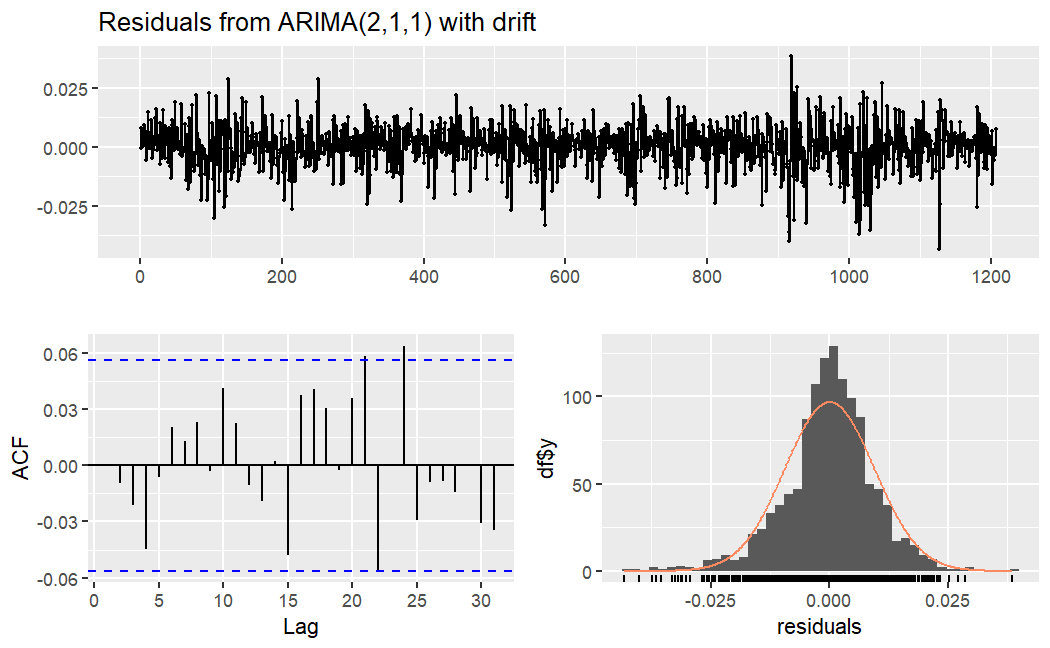 Residuals from ARIMA(2,1,1) with drift
0.025
0.000
-0.025
0 200 400 600 800 1000 1200
ACF
0.06
0.03
0.00
-0.03
-0.06
0 5 10 15 20 25 30
Lag
df$y
100
50
0
-0.025 0.000 0.025
residuals